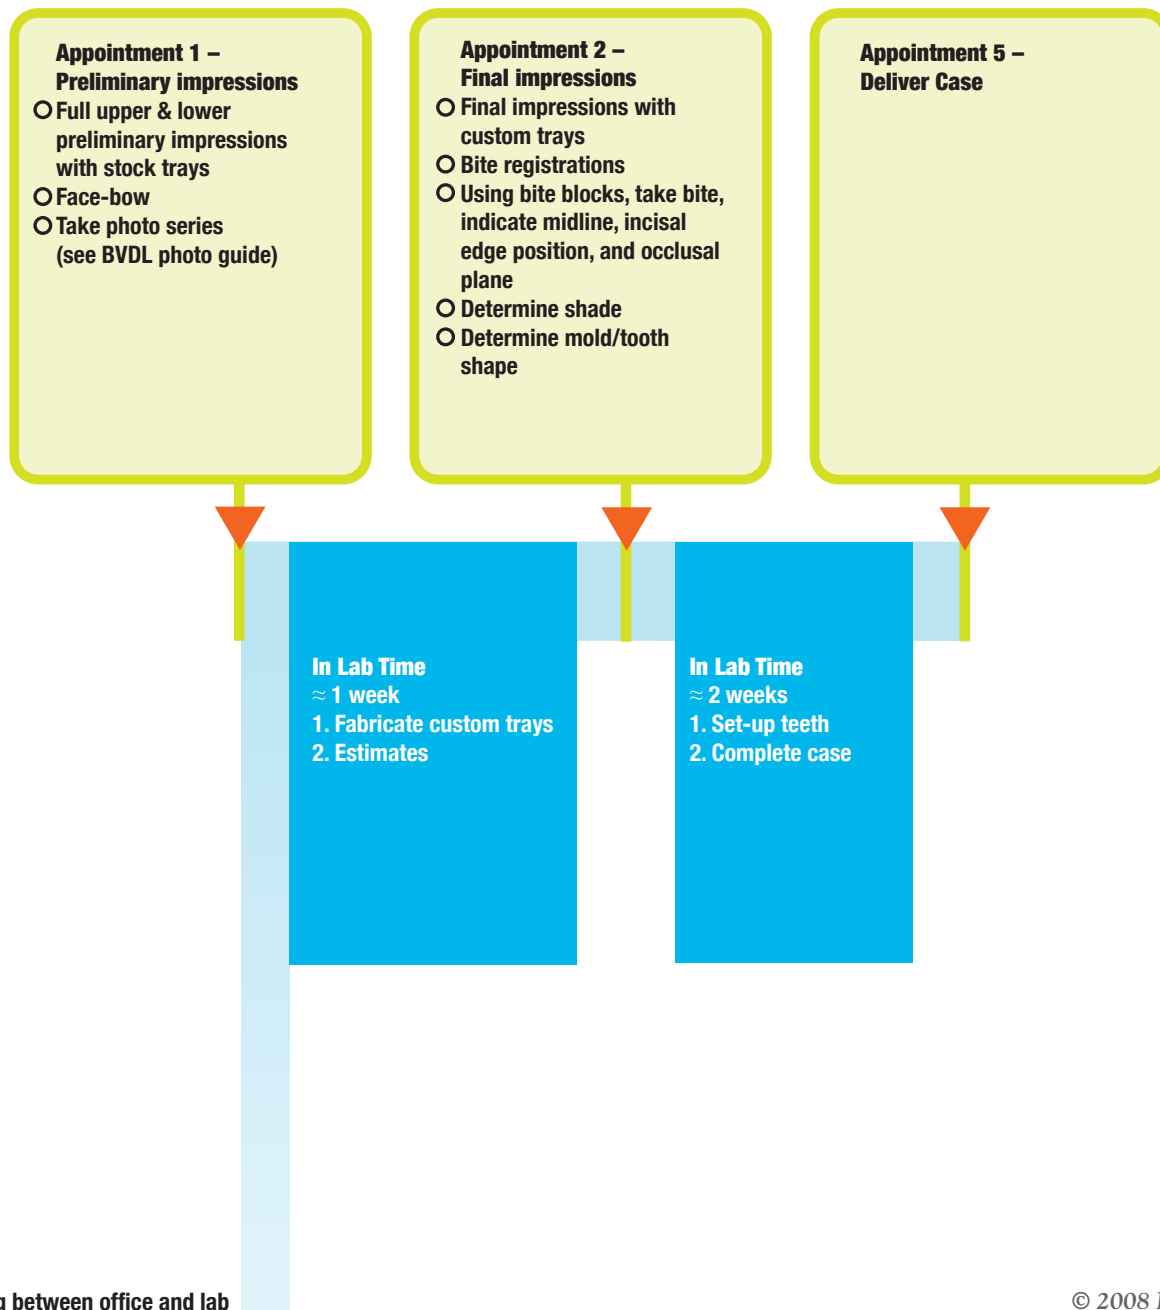 Appointment 1 –
Preliminary impressions
Full upper & lower
preliminary impressions
with stock trays
Face-bow
Take photo series
(see BVDL photo guide)
Appointment 2 –
Final impressions
Final impressions with
custom trays
Bite registrations
Using bite blocks, take bite,
indicate midline, incisal
edge position, and occlusal
plane
Determine shade
Determine mold/tooth
shape
Appointment 5 –
Deliver Case
In Lab Time
≈ 1 week
1. Fabricate custom trays
2. Estimates
In Lab Time
≈ 2 weeks
1. Set-up teeth
2. Complete case
between office and lab
© 2008